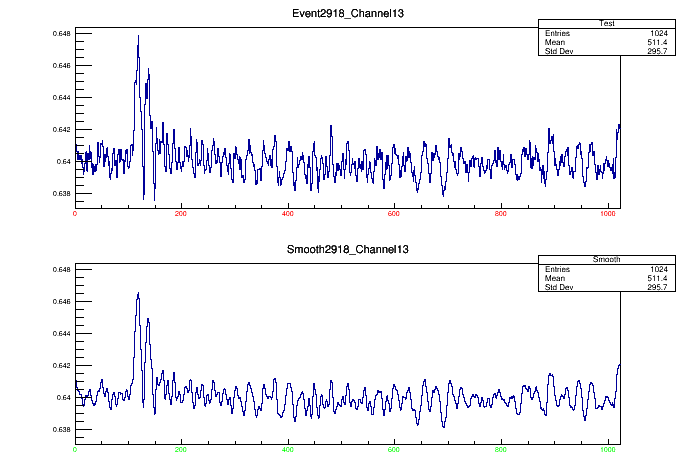 Event2918_Channel13
Test
Entries 1024
Mean 511.4
Std Dev 295.7
0.648
0.646
0.644
0.642
0.64
0.638
0 200 400 600 800 1000
Smooth2918_Channel13
Smooth
Entries 1024
Mean 511.4
Std Dev 295.7
0.648
0.646
0.644
0.642
0.64
0.638
0 200 400 600 800 1000